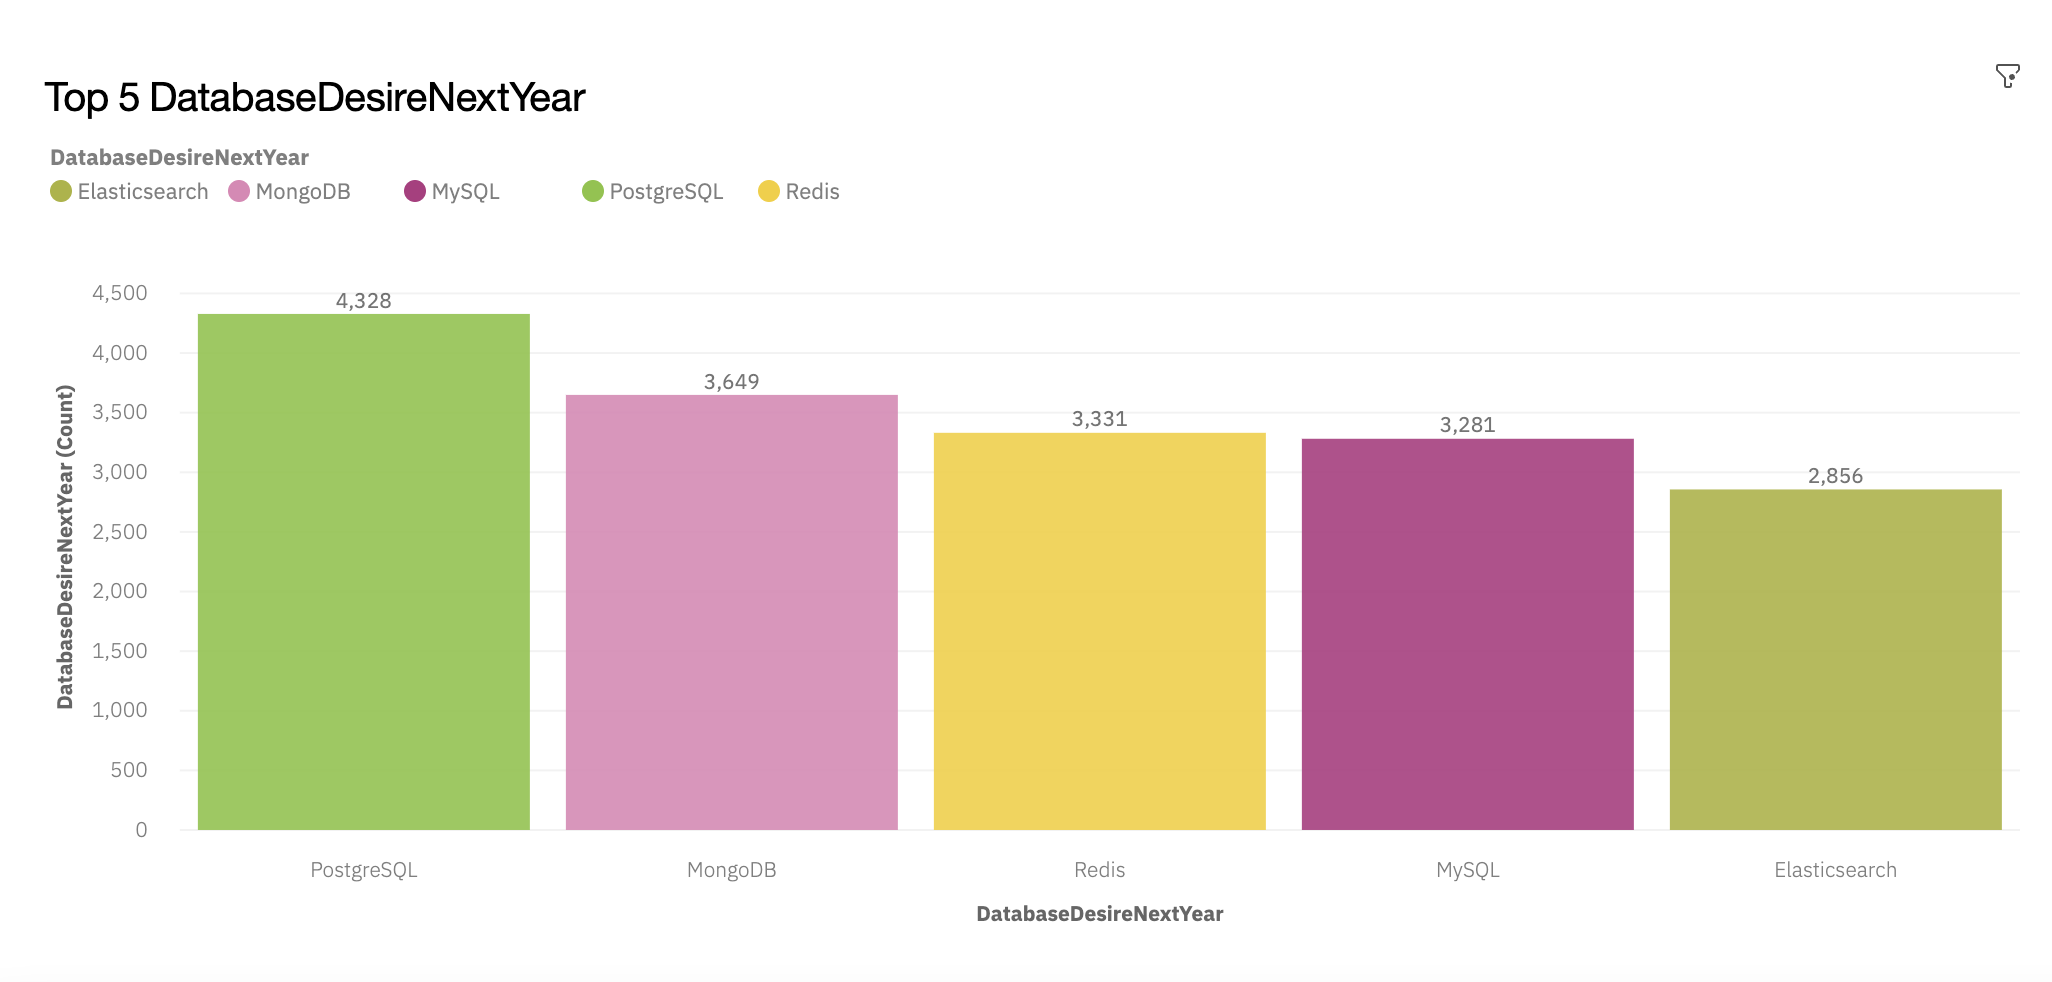 Top 5 DatabaseDesireNextYear
DatabaseDesireNextYear
Elasticsearch MongoDB MySQL PostgreSQL Redis
DatabaseDesireNextYear (Count)
4,500
4,000
3,500
3,000
2,500
2,000
1,500
1,000
500
0
4,328
3,649
3,331
3,281
2,856
PostgreSQL MongoDB Redis MySQL Elasticsearch
DatabaseDesireNextYear